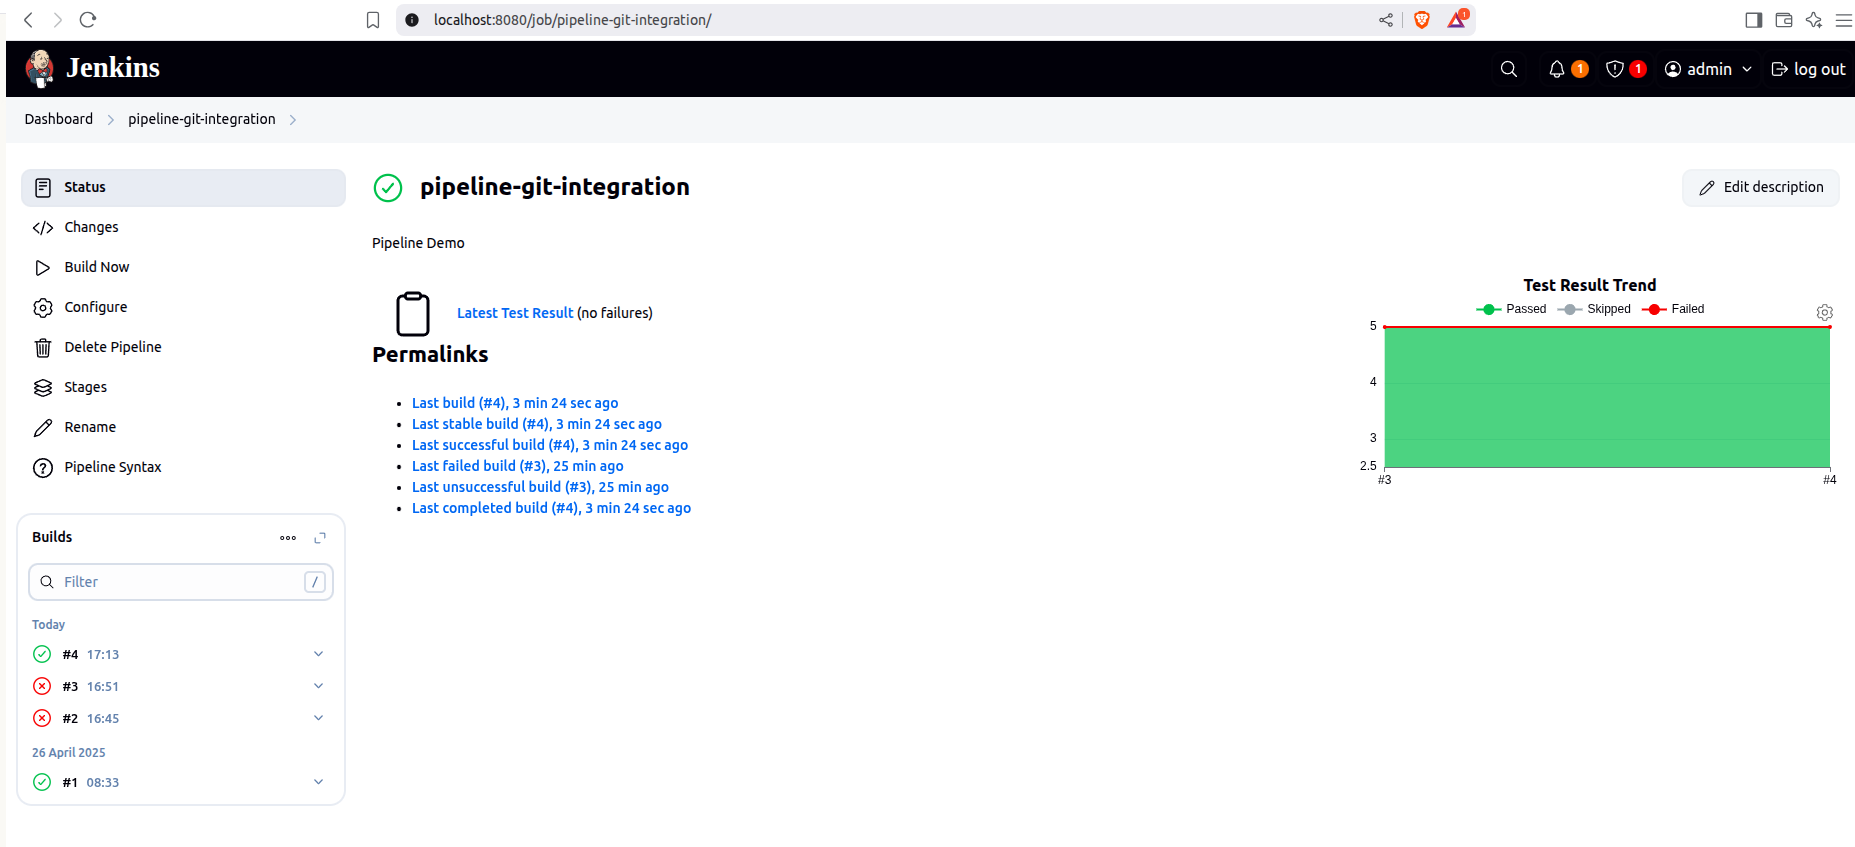 localhost:8080/job/pipeline-git-integration/
1
Jenkins
1
1
admin
log out
Dashboard
pipeline-git-integration
Status
Changes
Build Now
Configure
Delete Pipeline
Stages
Rename
Pipeline Syntax
Builds
Filter
/
Today
#4 17:13
#3 16:51
#2 16:45
26 April 2025
#1 08:33
pipeline-git-integration
Edit description
Pipeline Demo
Latest Test Result (no failures)
Permalinks
Last build (#4), 3 min 24 sec ago
Last stable build (#4), 3 min 24 sec ago
Last successful build (#4), 3 min 24 sec ago
Last failed build (#3), 25 min ago
Last unsuccessful build (#3), 25 min ago
Last completed build (#4), 3 min 24 sec ago
Test Result Trend
Passed Skipped Failed
5
4
3
2.5
#3 #4